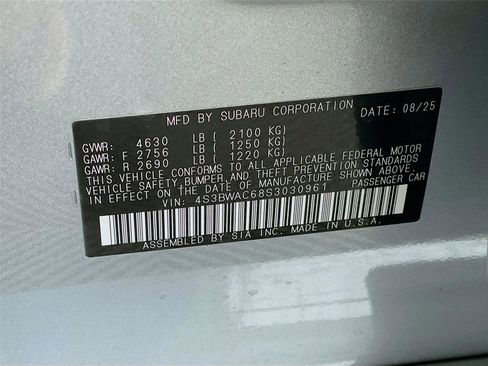 MFD BY SUBARU CORPORATION DATE: 08/25
GVWR: 4630 LB ( 2100 KG)
GAWR: F 2756 LB ( 1250 KG)
GAWR: R 2690 LB ( 1220 KG)
THIS VEHICLE CONFORMS TO ALL APPLICABLE FEDERAL MOTOR
VEHICLE SAFETY, BUMPER, AND THEFT PREVENTION STANDARDS
IN EFFECT ON THE DATE OF MANUFACTURE SHOWN ABOVE.
VIN: 4S3BWAC68S3030961 PASSENGER CAR
ASSEMBLED BY SIA INC. IN U.S.A.